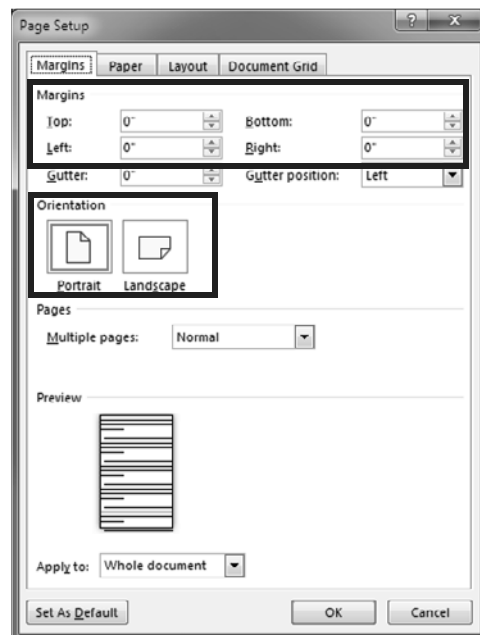 Page Setup
? X
Margins Paper Layout Document Grid
Margins
Top: 0" Bottom: 0"
Left: 0" Right: 0"
Gutter: 0" Gutter position: Left
Orientation
Portrait Landscape
Pages
Multiple pages: Normal
Preview
Apply to: Whole document
Set As Default OK Cancel